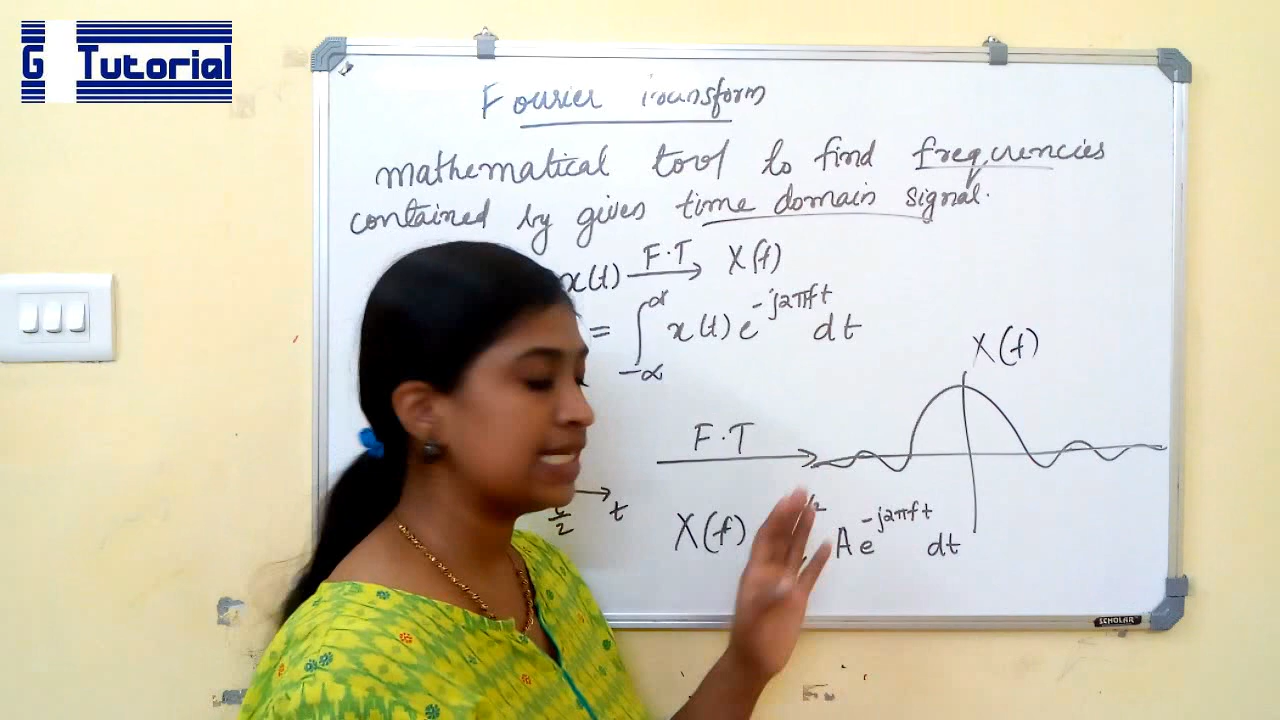 G Tutorial
Fourier Transform
mathematical tool to find frequencies
contained by given time domain signal.
x(t) F.T → X(f)
= ∫ x(t) e^-j2πft dt
∞
-∞
X(f)
F.T
t
X(f)
A e^-j2πft dt
SCHOLAR